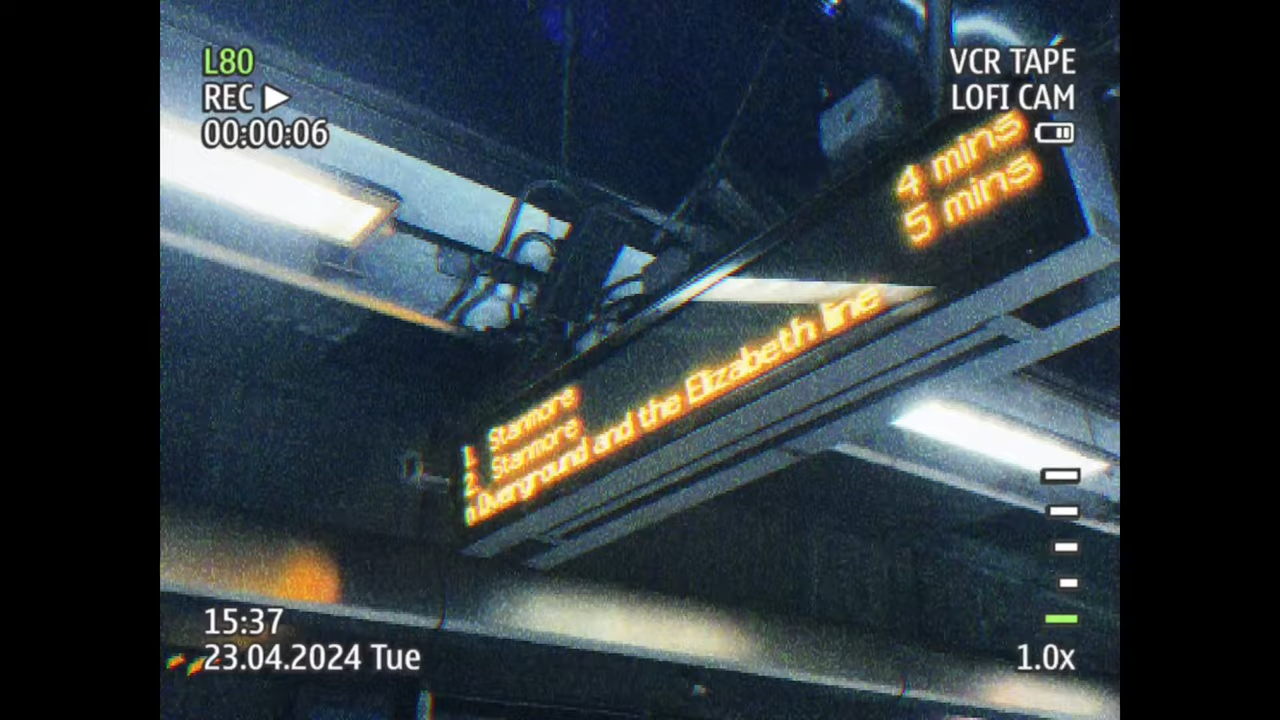 L80
REC
00:00:06
VCR TAPE
LOFI CAM
1. Stanmore 4 mins
2. Stanmore 5 mins
n Overground and the Elizabeth line
15:37
23.04.2024 Tue
1.0x